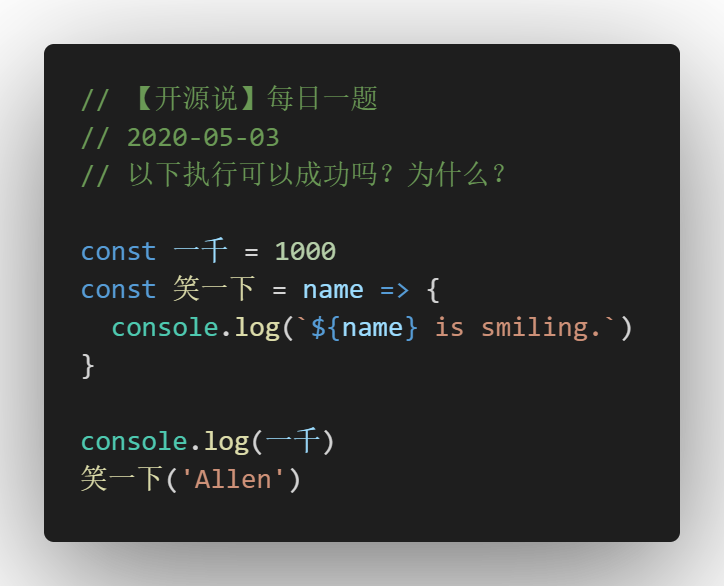 // 【开源说】每日一题
// 2020-05-03
// 以下执行可以成功吗？为什么？
const 一千 = 1000
const 笑一下 = name => {
  console.log(`${name} is smiling.`)
}
console.log(一千)
笑一下('Allen')